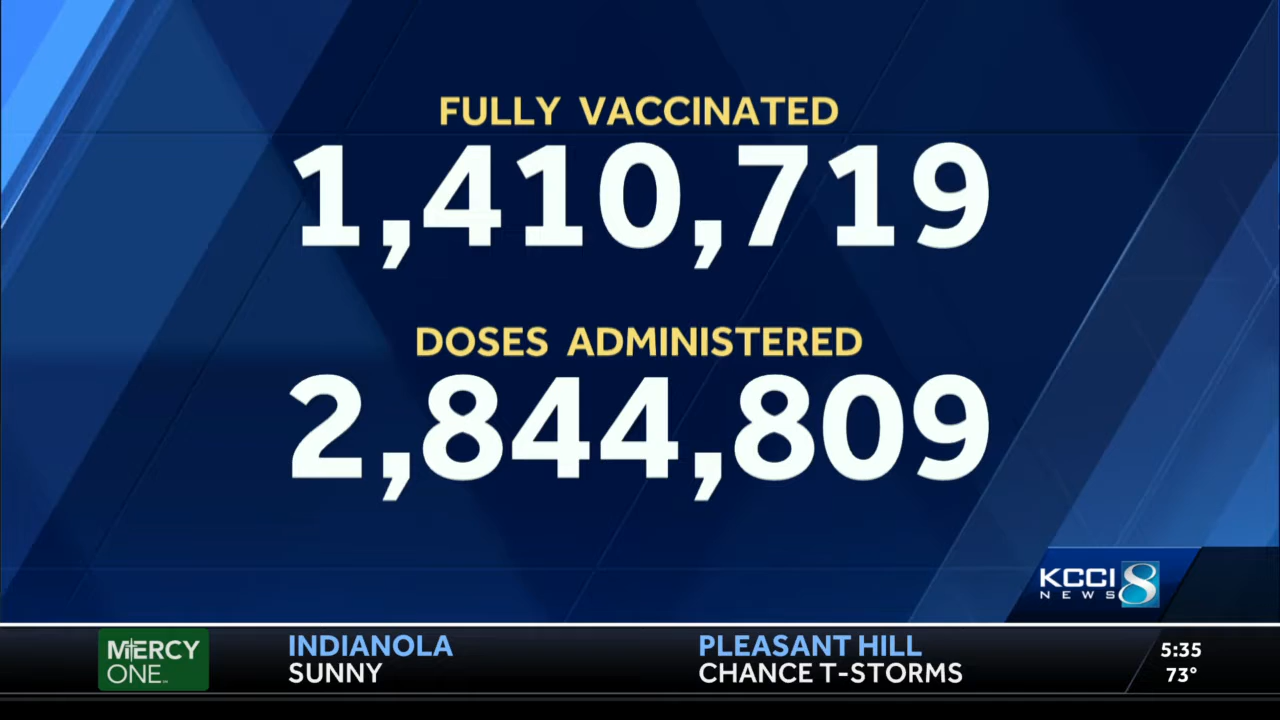 FULLY VACCINATED
1,410,719
DOSES ADMINISTERED
2,844,809
KCCI 8
NEWS
MERCY
ONE
INDIANOLA
SUNNY
PLEASANT HILL
CHANCE T-STORMS
5:35
73°